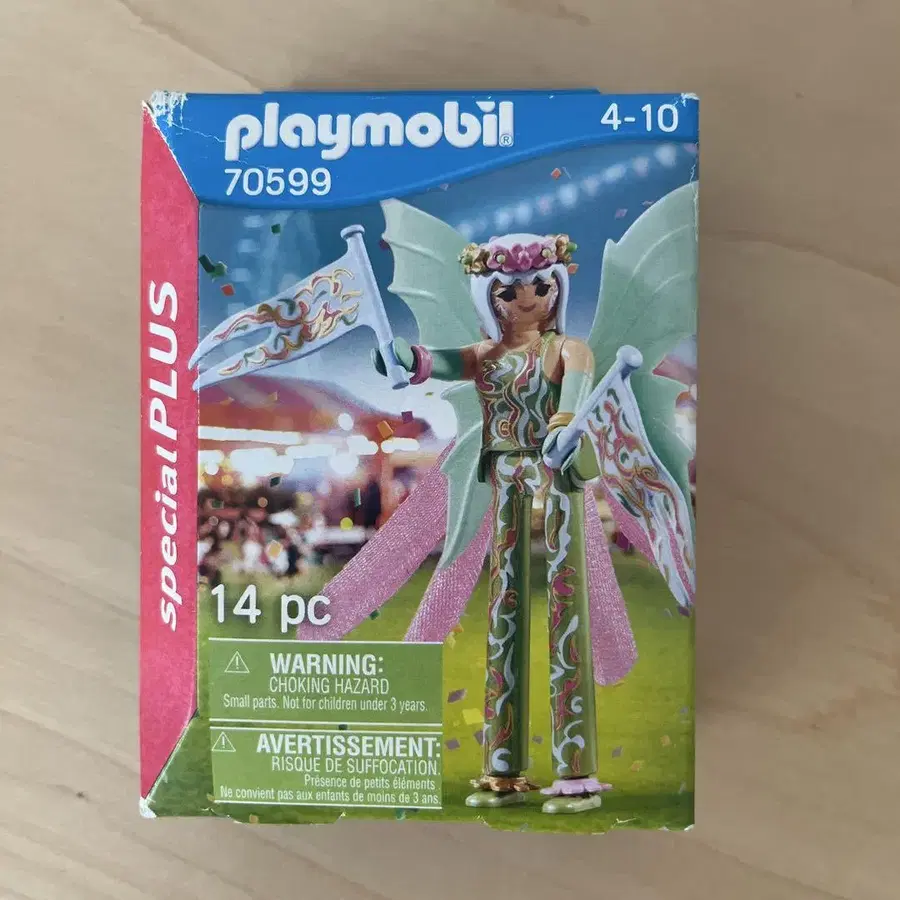 playmobil®
4-10
70599
special PLUS
14 pc
⚠ WARNING:
CHOKING HAZARD
Small parts. Not for children under 3 years.
⚠ AVERTISSEMENT:
RISQUE DE SUFFOCATION.
Présence de petits éléments
Ne convient pas aux enfants de moins de 3 ans.